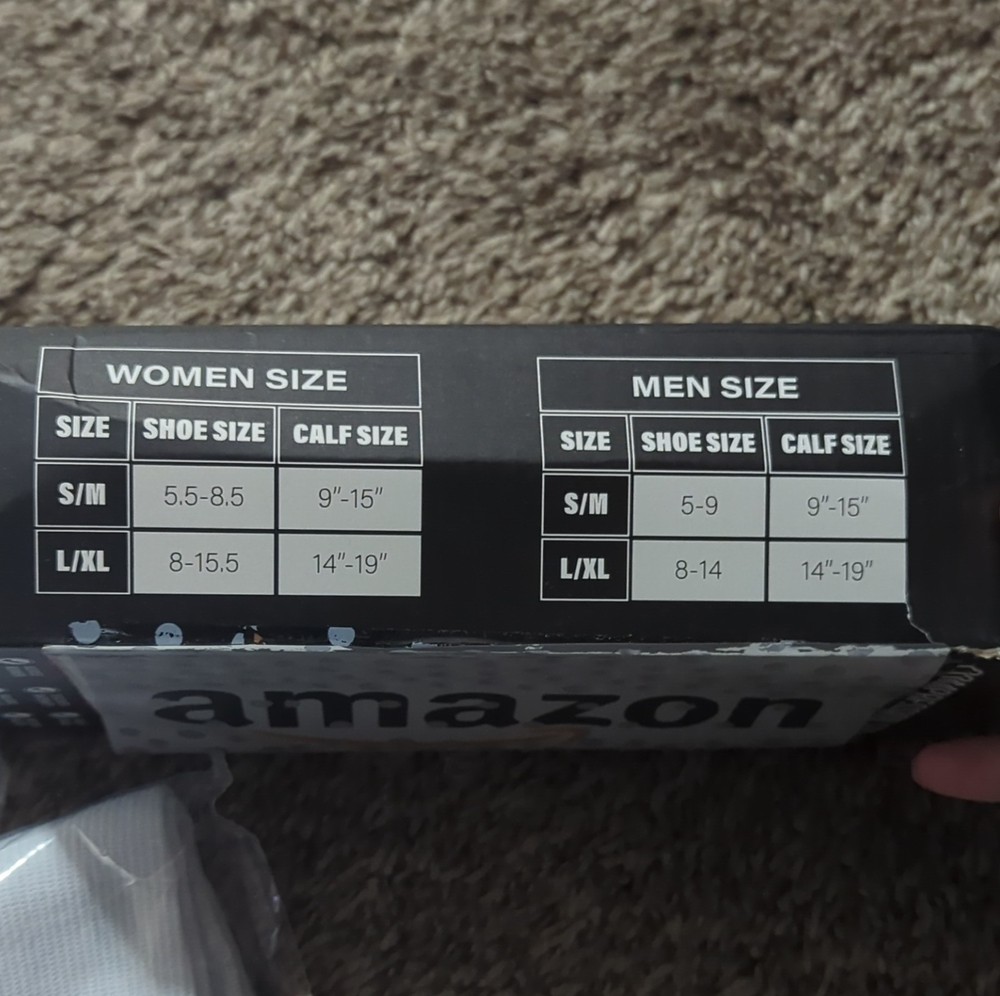 WOMEN SIZE
SIZE SHOE SIZE CALF SIZE
S/M 5.5-8.5 9"-15"
L/XL 8-15.5 14"-19"
MEN SIZE
SIZE SHOE SIZE CALF SIZE
S/M 5-9 9"-15"
L/XL 8-14 14"-19"
amazon